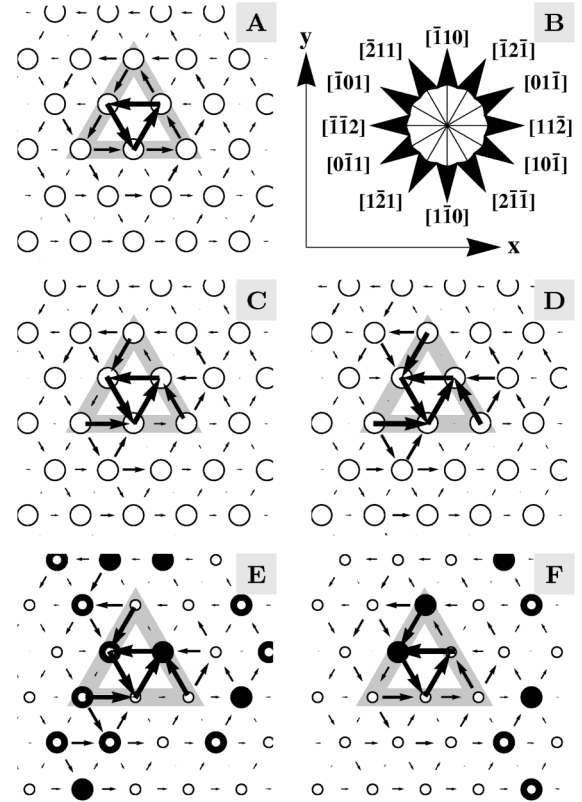 A
B
y
[1̄10]
[2̄11] [1̄21̄]
[1̄01] [011̄]
[1̄1̄2] [112̄]
[01̄1] [101̄]
[12̄1] [21̄1̄]
[11̄0]
x
C
D
E
F